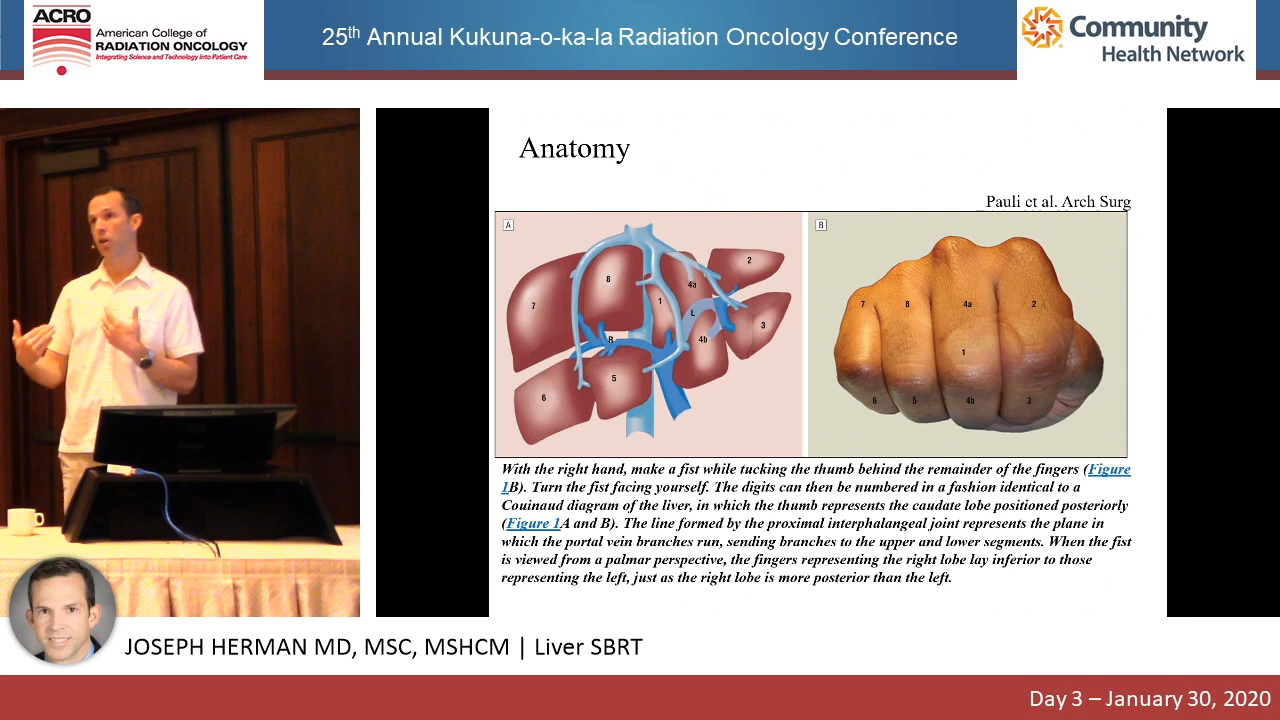 ACRO
American College of
RADIATION ONCOLOGY
Integrating Science and Technology Into Patient Care
25th Annual Kukuna-o-ka-la Radiation Oncology Conference
Community
Health Network
Anatomy
Pauli et al. Arch Surg
A
7
8
1
4a
2
L
3
R
4b
5
6
B
7
8
4a
2
1
6
5
4b
3
With the right hand, make a fist while tucking the thumb behind the remainder of the fingers (Figure
1B). Turn the fist facing yourself. The digits can then be numbered in a fashion identical to a
Couinaud diagram of the liver, in which the thumb represents the caudate lobe positioned posteriorly
(Figure 1A and B). The line formed by the proximal interphalangeal joint represents the plane in
which the portal vein branches run, sending branches to the upper and lower segments. When the fist
is viewed from a palmar perspective, the fingers representing the right lobe lay inferior to those
representing the left, just as the right lobe is more posterior than the left.
JOSEPH HERMAN MD, MSC, MSHCM | Liver SBRT
Day 3 – January 30, 2020